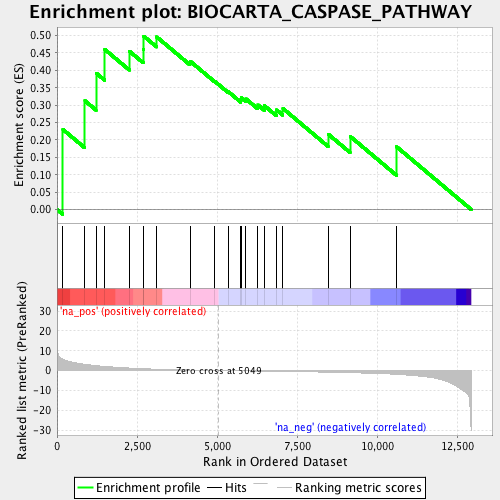 Enrichment plot: BIOCARTA_CASPASE_PATHWAY
Enrichment score (ES)
0.50
0.45
0.40
0.35
0.30
0.25
0.20
0.15
0.10
0.05
0.00
'na_pos' (positively correlated)
Ranked list metric (PreRanked)
30
20
10
0
-10
-20
-30
Zero cross at 5049
'na_neg' (negatively correlated)
0
2,500
5,000
7,500
10,000
12,500
Rank in Ordered Dataset
Enrichment profile
Hits
Ranking metric scores